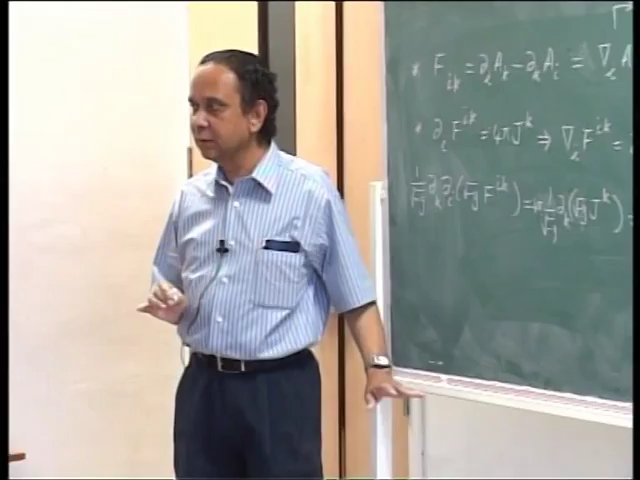 Γ
* F_{ik} = ∂_i A_k − ∂_k A_i = ∇_i A
* ∂_i F^{ik} = 4π J^k ⇒ ∇_i F^{ik} =
1/√−g ∂_k ∂_i (√−g F^{ik}) = 4π 1/√−g ∂_k (√−g J^k)